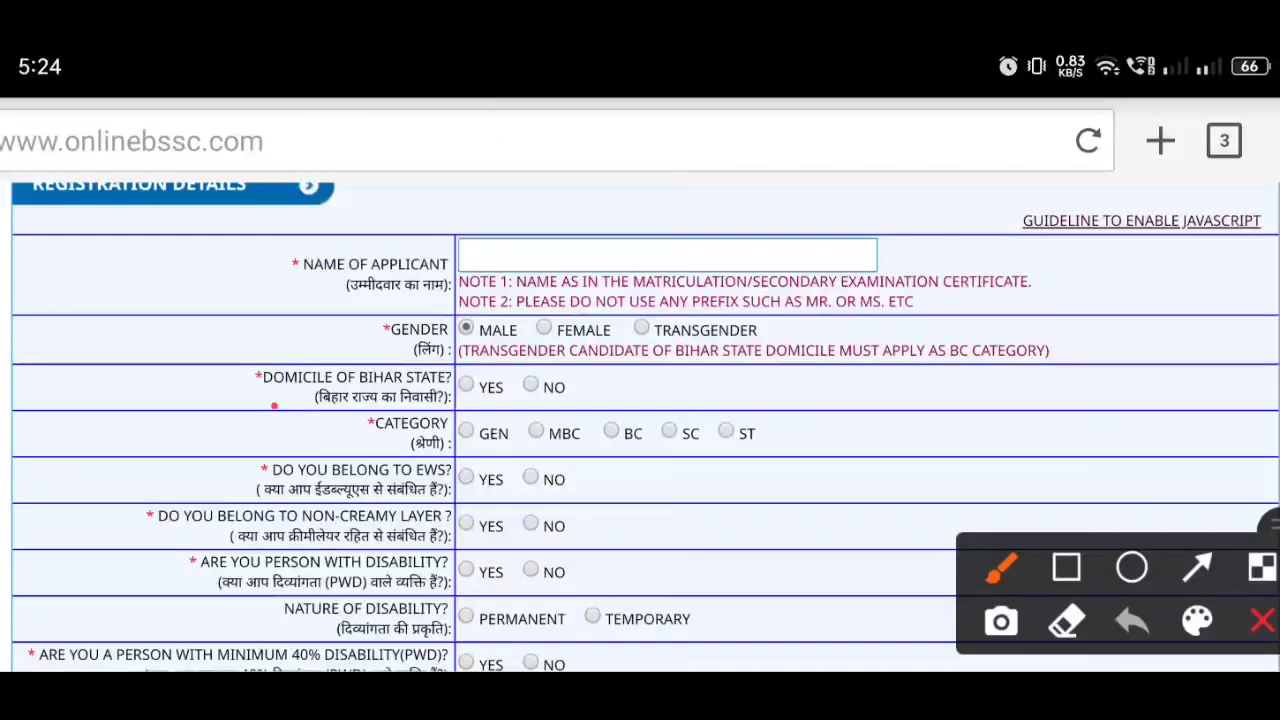 5:24
0.83
KB/S
66
www.onlinebssc.com
3
REGISTRATION DETAILS
GUIDELINE TO ENABLE JAVASCRIPT
* NAME OF APPLICANT
(उम्मीदवार का नाम):
NOTE 1: NAME AS IN THE MATRICULATION/SECONDARY EXAMINATION CERTIFICATE.
NOTE 2: PLEASE DO NOT USE ANY PREFIX SUCH AS MR. OR MS. ETC
*GENDER
(लिंग) :
MALE FEMALE TRANSGENDER
(TRANSGENDER CANDIDATE OF BIHAR STATE DOMICILE MUST APPLY AS BC CATEGORY)
*DOMICILE OF BIHAR STATE?
(बिहार राज्य का निवासी?):
YES NO
*CATEGORY
(श्रेणी) :
GEN MBC BC SC ST
* DO YOU BELONG TO EWS?
( क्या आप ईडब्ल्यूएस से संबंधित हैं?):
YES NO
* DO YOU BELONG TO NON-CREAMY LAYER ?
( क्या आप क्रीमीलेयर रहित से संबंधित हैं?):
YES NO
* ARE YOU PERSON WITH DISABILITY?
(क्या आप दिव्यांगता (PWD) वाले व्यक्ति हैं?):
YES NO
NATURE OF DISABILITY?
(दिव्यांगता की प्रकृति):
PERMANENT TEMPORARY
* ARE YOU A PERSON WITH MINIMUM 40% DISABILITY(PWD)?
YES NO